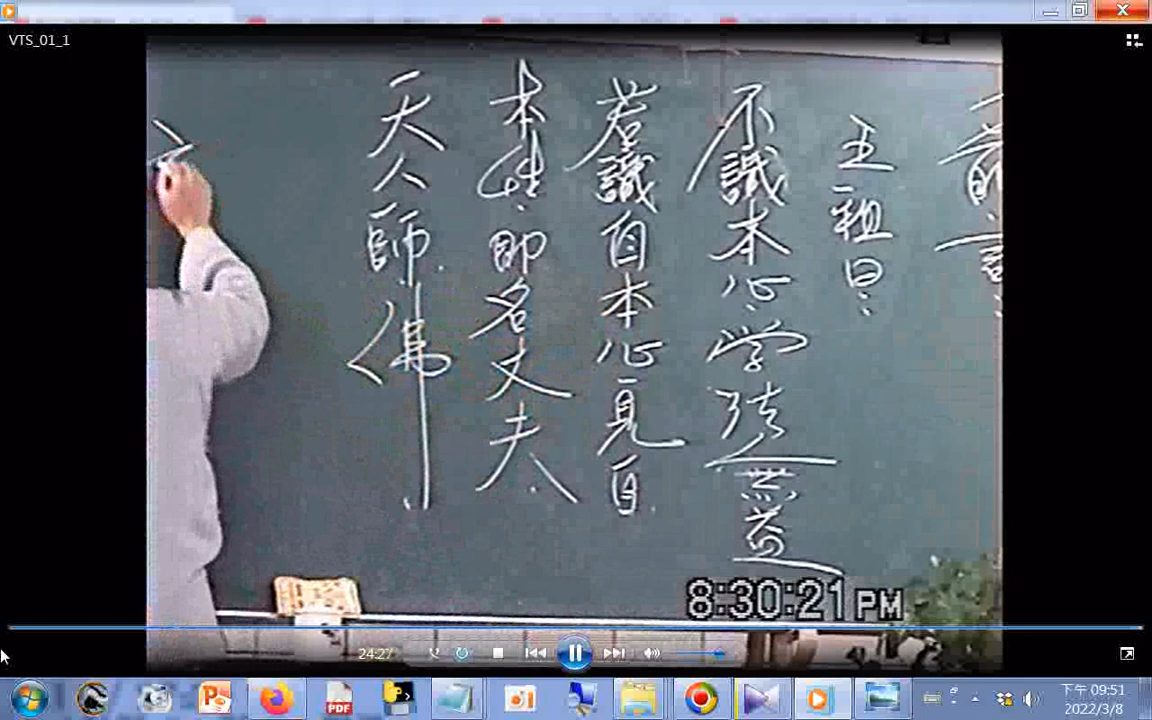 VTS_01_1
五祖曰:
不識本心、学法無益
若識自本心見自
本性、即名丈夫、
天人師、佛
8:30:21 PM
24:27
PDF
下午 09:51
2022/3/8